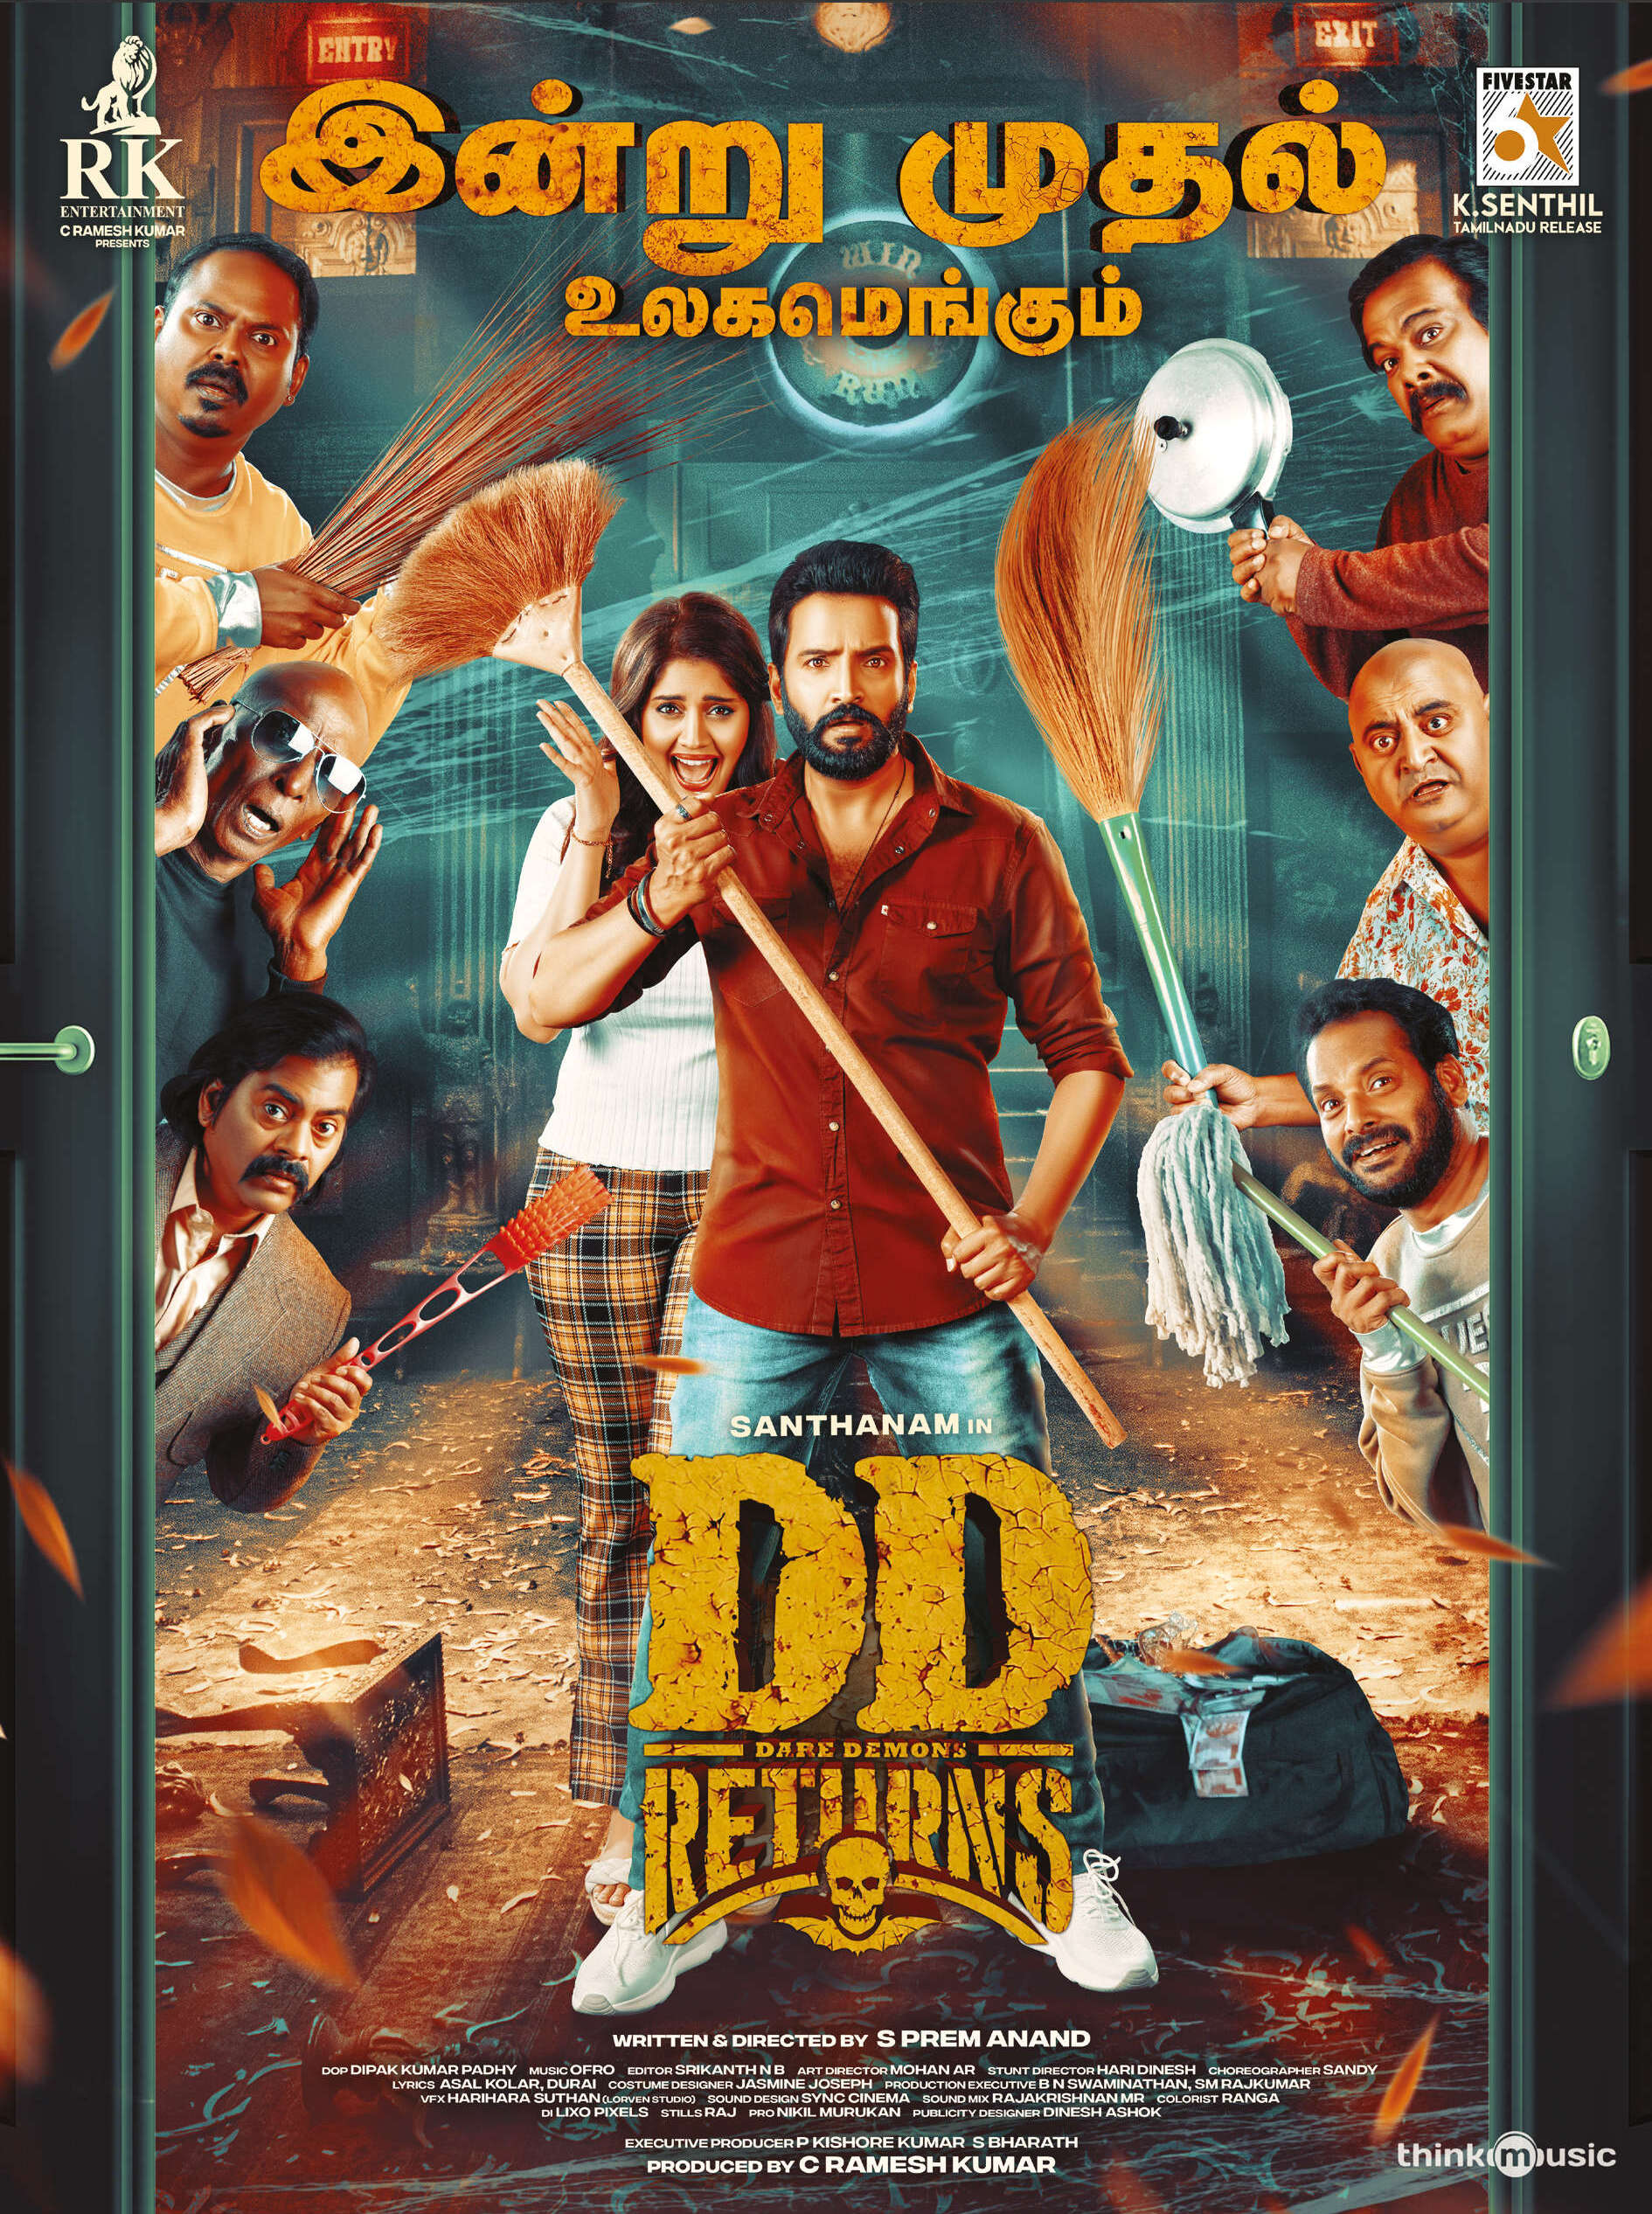 ENTRY
EXIT
RK
ENTERTAINMENT
C RAMESH KUMAR
PRESENTS
FIVESTAR
K.SENTHIL
TAMILNADU RELEASE
இன்று முதல்
உலகமெங்கும்
WIN
RUN
SANTHANAM IN
DD
DARE DEMONS
RETURNS
WRITTEN & DIRECTED BY S PREM ANAND
DOP DIPAK KUMAR PADHY MUSIC OFRO EDITOR SRIKANTH N B ART DIRECTOR MOHAN AR STUNT DIRECTOR HARI DINESH CHOREOGRAPHER SANDY
LYRICS ASAL KOLAR, DURAI COSTUME DESIGNER JASMINE JOSEPH PRODUCTION EXECUTIVE B N SWAMINATHAN, SM RAJKUMAR
VFX HARIHARA SUTHAN (LORVEN STUDIO) SOUND DESIGN SYNC CINEMA SOUND MIX RAJAKRISHNAN MR COLORIST RANGA
DI LIXO PIXELS STILLS RAJ PRO NIKIL MURUKAN PUBLICITY DESIGNER DINESH ASHOK
EXECUTIVE PRODUCER P KISHORE KUMAR S BHARATH
PRODUCED BY C RAMESH KUMAR
think music